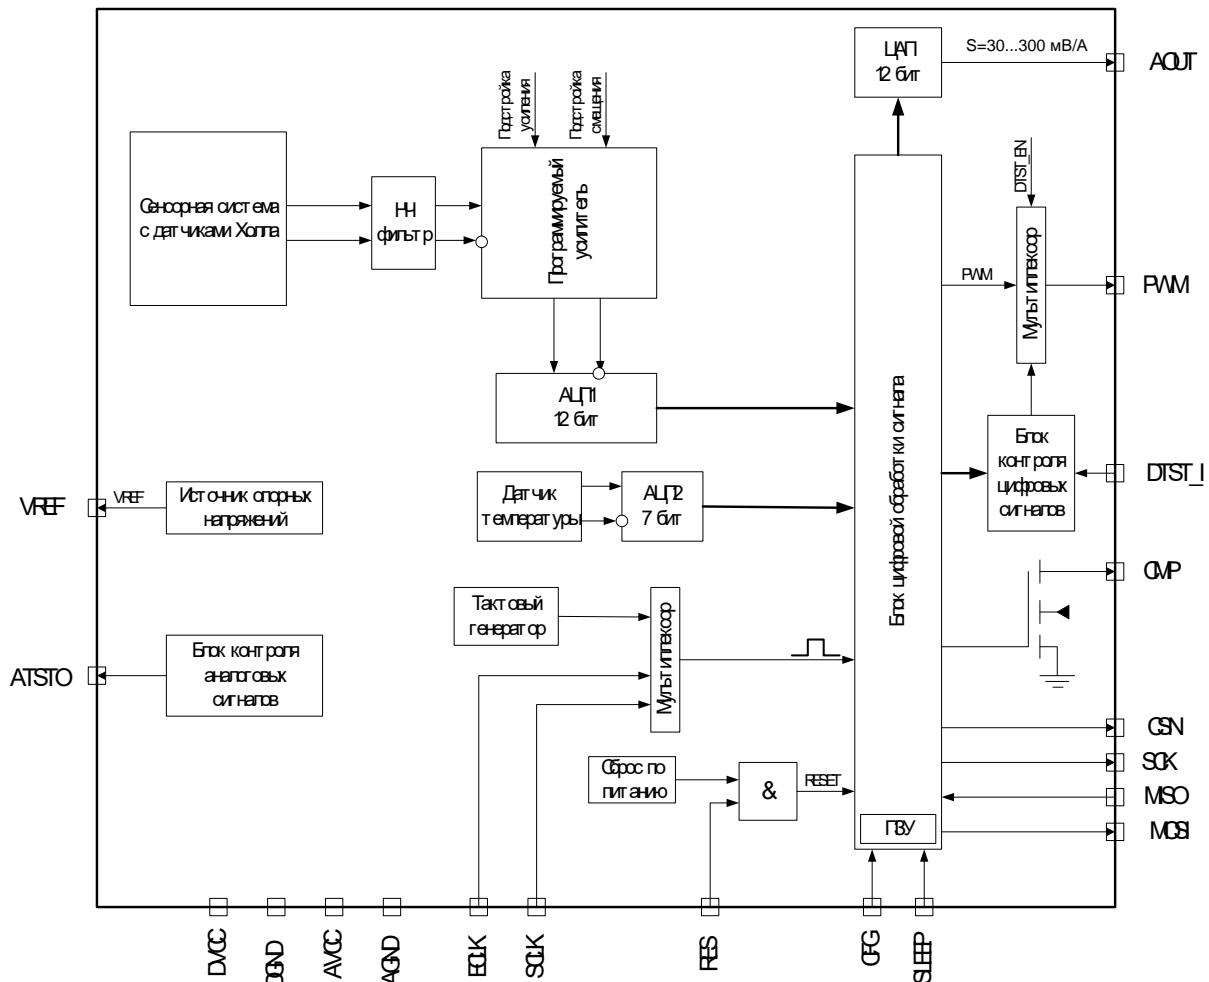 ЦАП
12 бит
S=30...300 мВ/А
AOUT
Подстройка
усиления
Подстройка
смещения
Сенсорная система
с датчиками Холла
НЧ
фильтр
Программируемый
усилитель
DTST_EN
Мультиплексор
PWM
PWM
АЦП1
12 бит
Блок цифровой обработки сигнала
Блок
контроля
цифровых
сигналов
DTST_I
VREF
VREF
Источник опорных
напряжений
Датчик
температуры
АЦП2
7 бит
CMP
Тактовый
генератор
Мультиплексор
ATSTO
Блок контроля
аналоговых
сигналов
CSN
SCK
MISO
MOSI
Сброс по
питанию
&
RESET
ПЗУ
DVCC
DGND
AVCC
AGND
ECLK
SCLK
RES
CFG
SLEEP